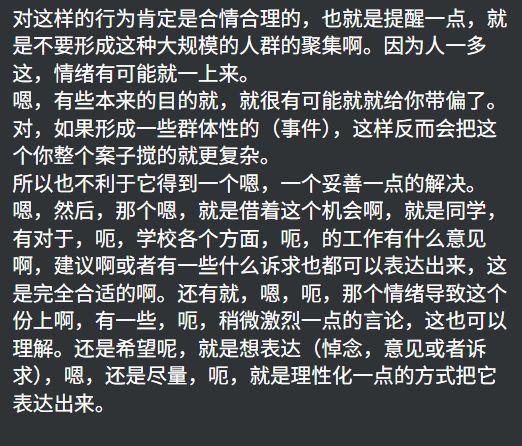 对这样的行为肯定是合情合理的，也就是提醒一点，就
是不要形成这种大规模的人群的聚集啊。因为人一多
这，情绪有可能就一上来。
嗯，有些本来的目的就，就很有可能就就给你带偏了。
对，如果形成一些群体性的（事件），这样反而会把这
个你整个案子搅的就更复杂。
所以也不利于它得到一个嗯，一个妥善一点的解决。
嗯，然后，那个嗯，就是借着这个机会啊，就是同学，
有对于，呃，学校各个方面，呃，的工作有什么意见
啊，建议啊或者有一些什么诉求也都可以表达出来，这
是完全合适的啊。还有就，嗯，呃，那个情绪导致这个
份上啊，有一些，呃，稍微激烈一点的言论，这也可以
理解。还是希望呢，就是想表达（悼念，意见或者诉
求），嗯，还是尽量，呃，就是理性化一点的方式把它
表达出来。